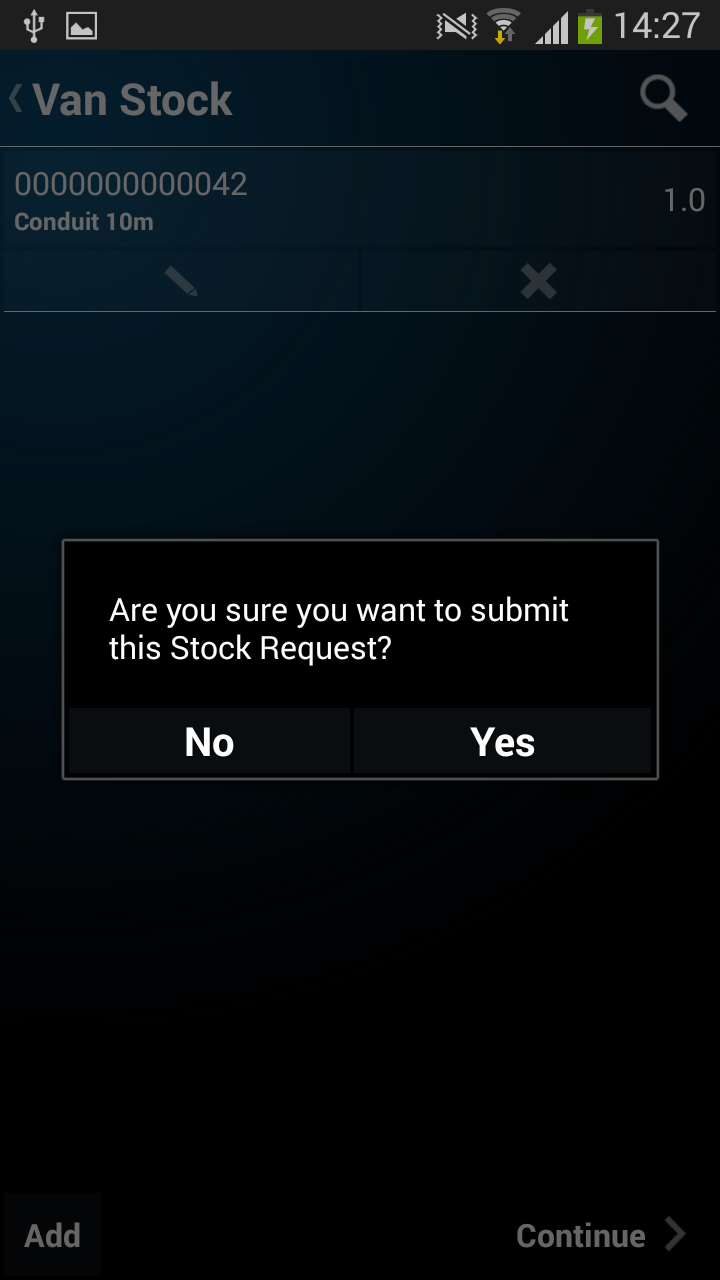 14:27
Van Stock
0000000000042
Conduit 10m
1.0
Are you sure you want to submit
this Stock Request?
No
Yes
Add
Continue